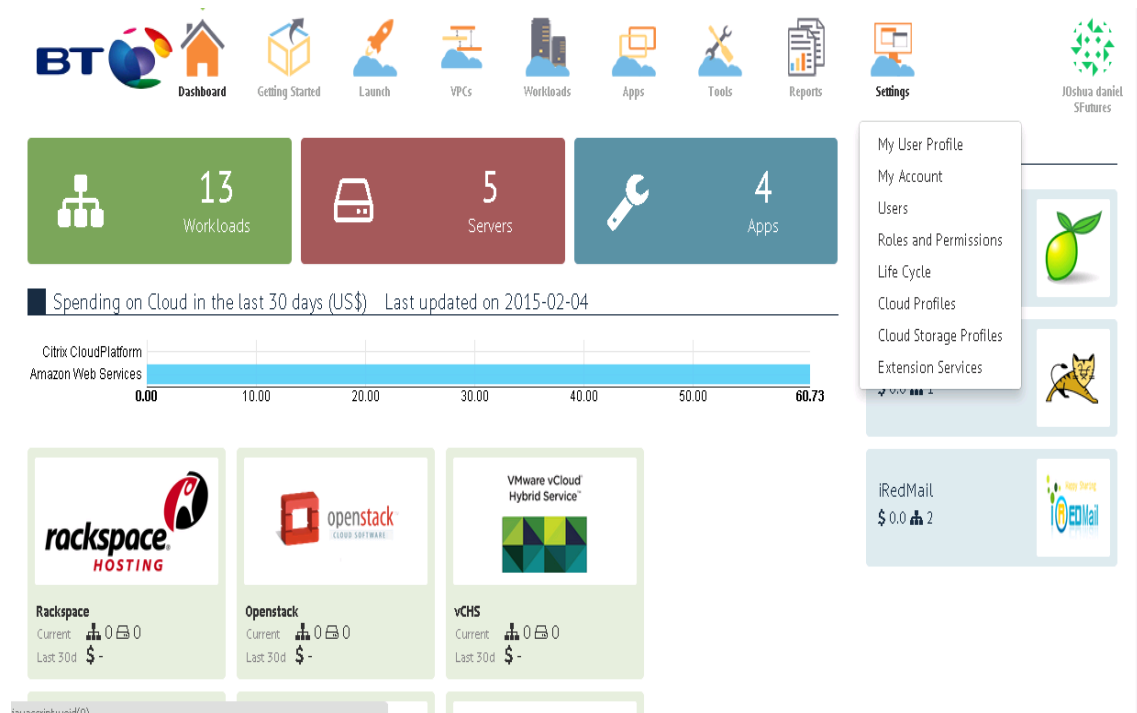 BT
Dashboard
Getting Started
Launch
VPCs
Workloads
Apps
Tools
Reports
Settings
JOshua daniel
SFutures
My User Profile
My Account
Users
Roles and Permissions
Life Cycle
Cloud Profiles
Cloud Storage Profiles
Extension Services
13
Workloads
5
Servers
4
Apps
Spending on Cloud in the last 30 days (US$) Last updated on 2015-02-04
Citrix CloudPlatform
Amazon Web Services
0.00 10.00 20.00 30.00 40.00 50.00 60.73
iRedMail
$ 0.0 2
Happy Sharing
iREDMail
rackspace
HOSTING
Rackspace
Current 0 0
Last 30d $ -
openstack
CLOUD SOFTWARE
Openstack
Current 0 0
Last 30d $ -
VMware vCloud
Hybrid Service™
vCHS
Current 0 0
Last 30d $ -